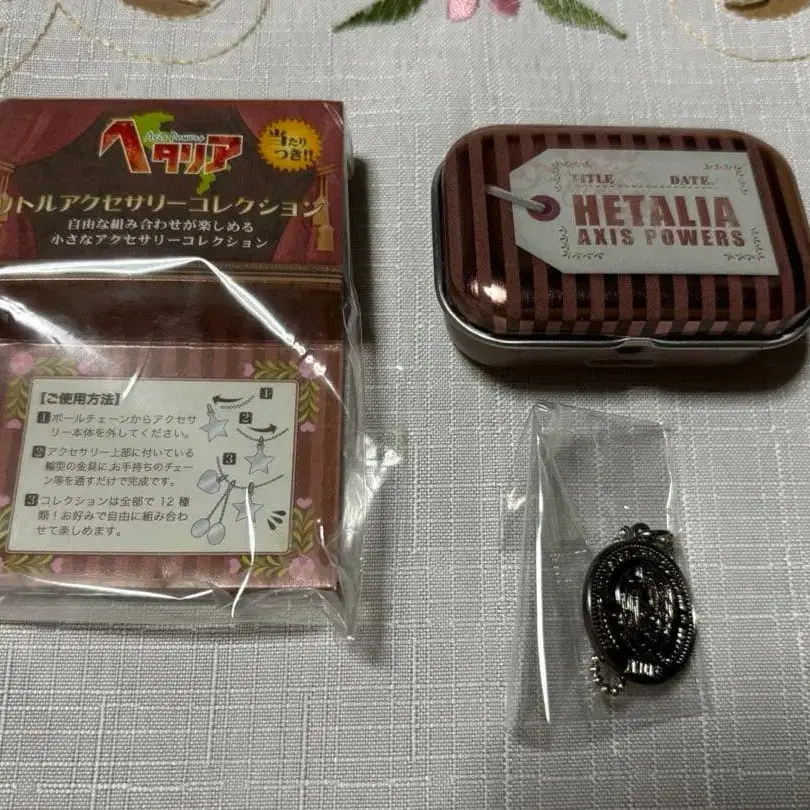 Axis Powers
ヘタリア
当たり
つき!!
リトルアクセサリーコレクション
自由な組み合わせが楽しめる
小さなアクセサリーコレクション
【ご使用方法】
1 ボールチェーンからアクセサ
リー本体を外してください。
2 アクセサリー上部に付いている
輪型の金具に、お手持ちのチェー
ン等を通すだけで完成です。
3 コレクションは全部で12種
類!お好みで自由に組み合わ
せて楽しめます。
1
2
3
TITLE DATE.
HETALIA
AXIS POWERS